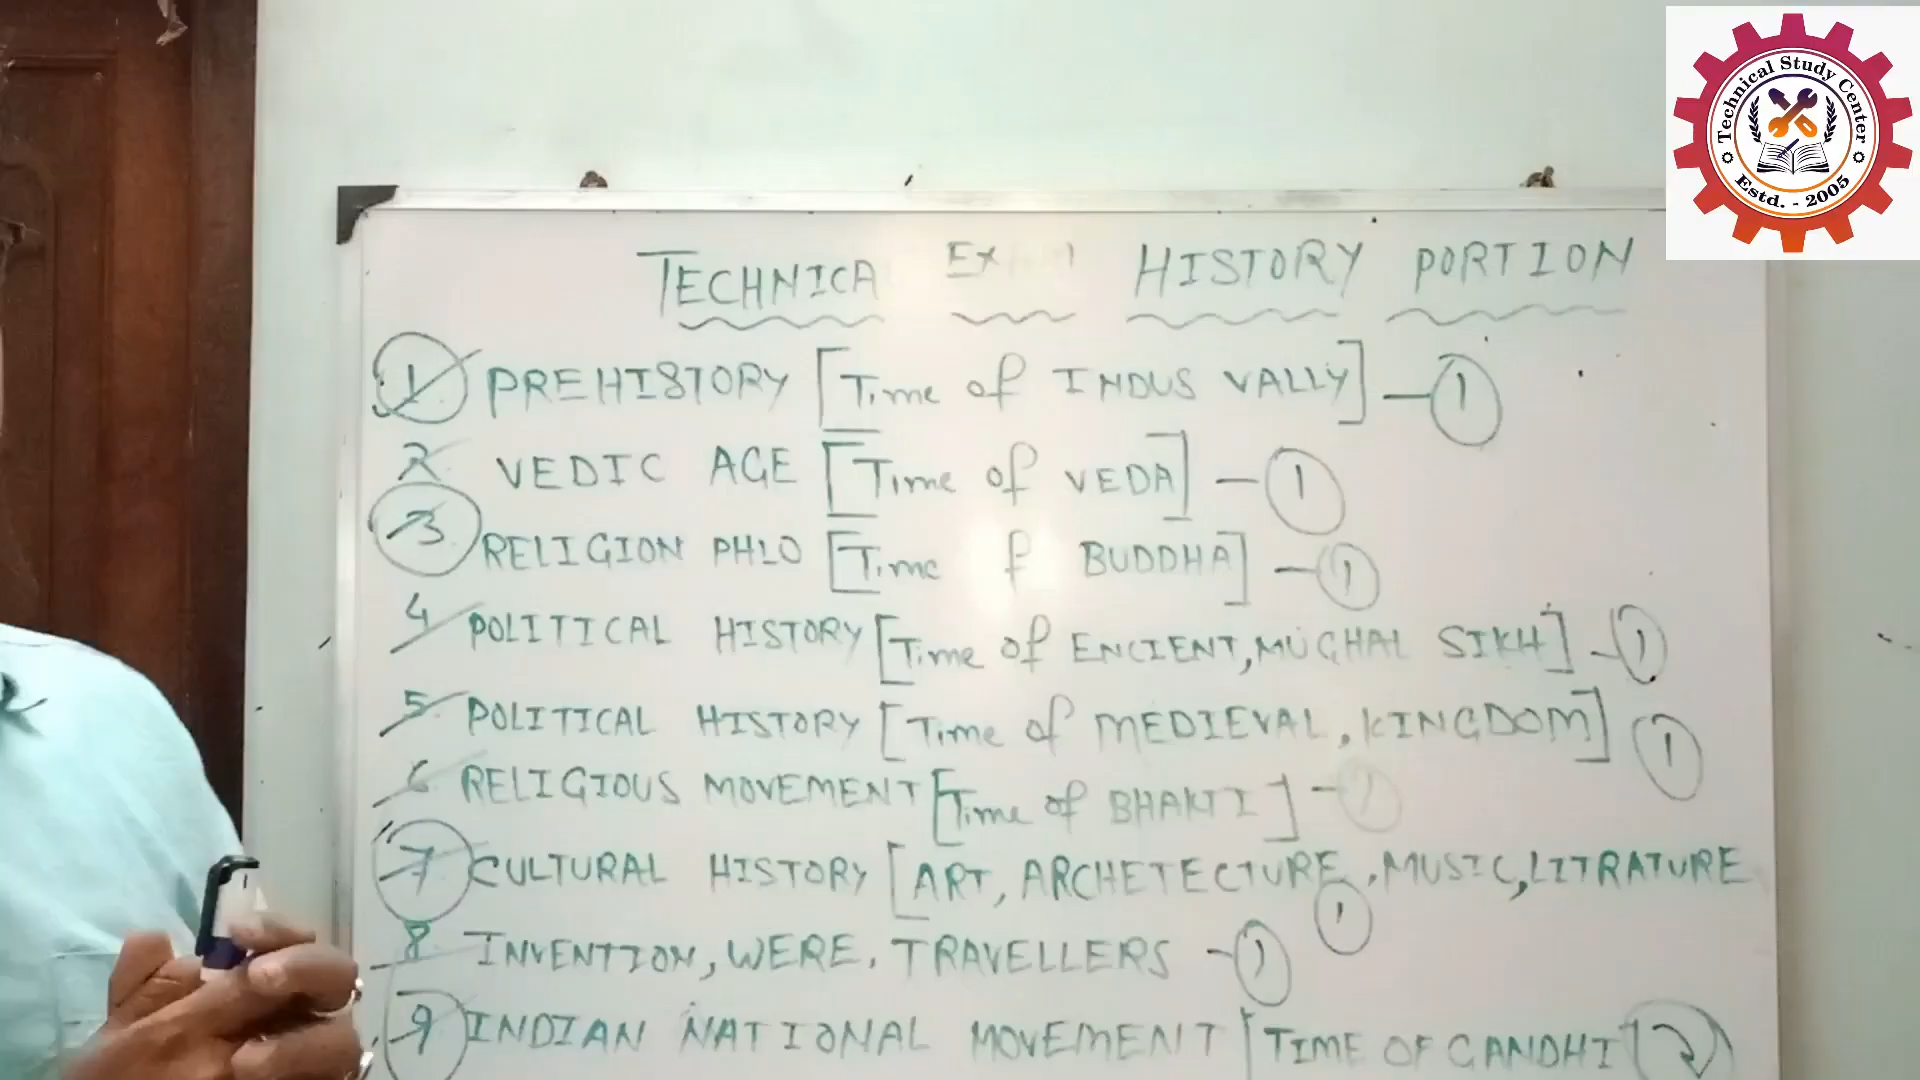 Technical Study Center
Estd. - 2005
TECHNICA EX HISTORY PORTION
1 PREHISTORY [Time of INDUS VALLY] - 1
2 VEDIC AGE [Time of VEDA] - 1
3 RELIGION PHLO [Time f BUDDHA] - 1
4 POLITICAL HISTORY [Time of ENCIENT, MUGHAL SIKH] - 1
5 POLITICAL HISTORY [Time of MEDIEVAL, KINGDOM] 1
6 RELIGIOUS MOVEMENT [Time of BHAKTI] - 1
7 CULTURAL HISTORY [ART, ARCHETECTURE, MUSIC, LITRATURE
1
8 INVENTION, WERE, TRAVELLERS - 1
9 INDIAN NATIONAL MOVEMENT [TIME OF GANDHI]